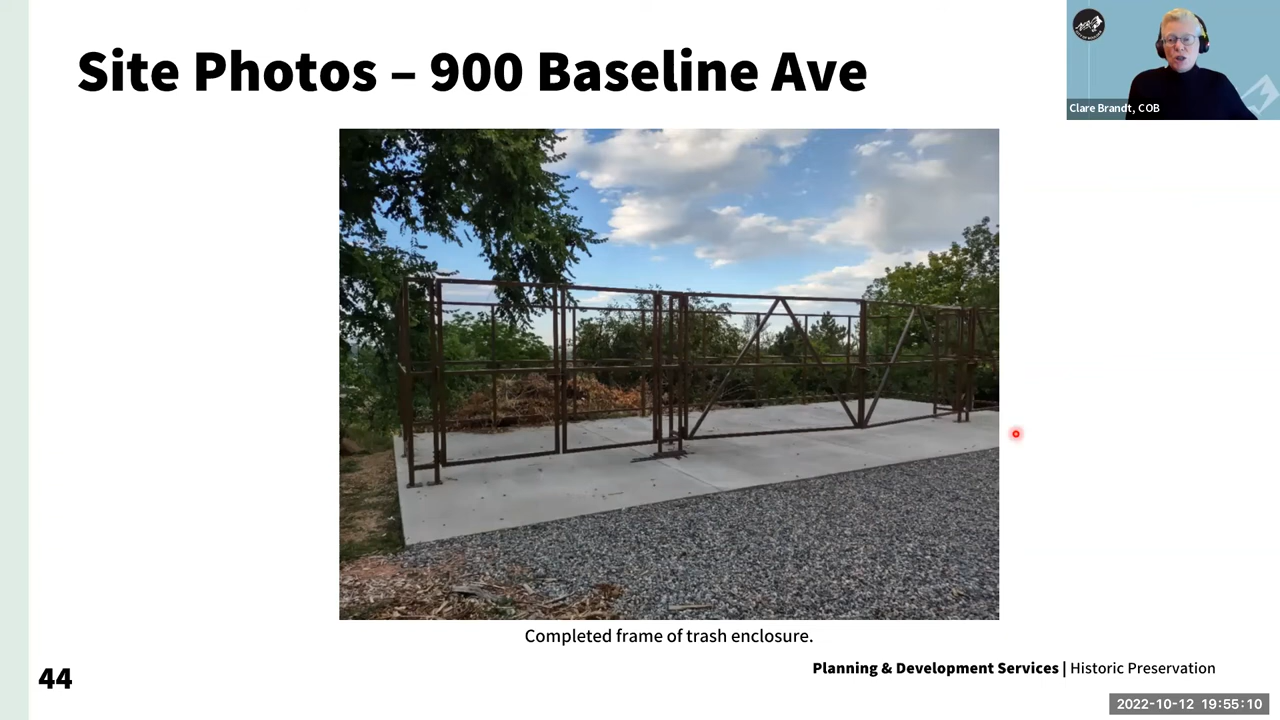 Site Photos – 900 Baseline Ave
Clare Brandt, COB
Completed frame of trash enclosure.
44
Planning & Development Services | Historic Preservation
2022-10-12 19:55:10